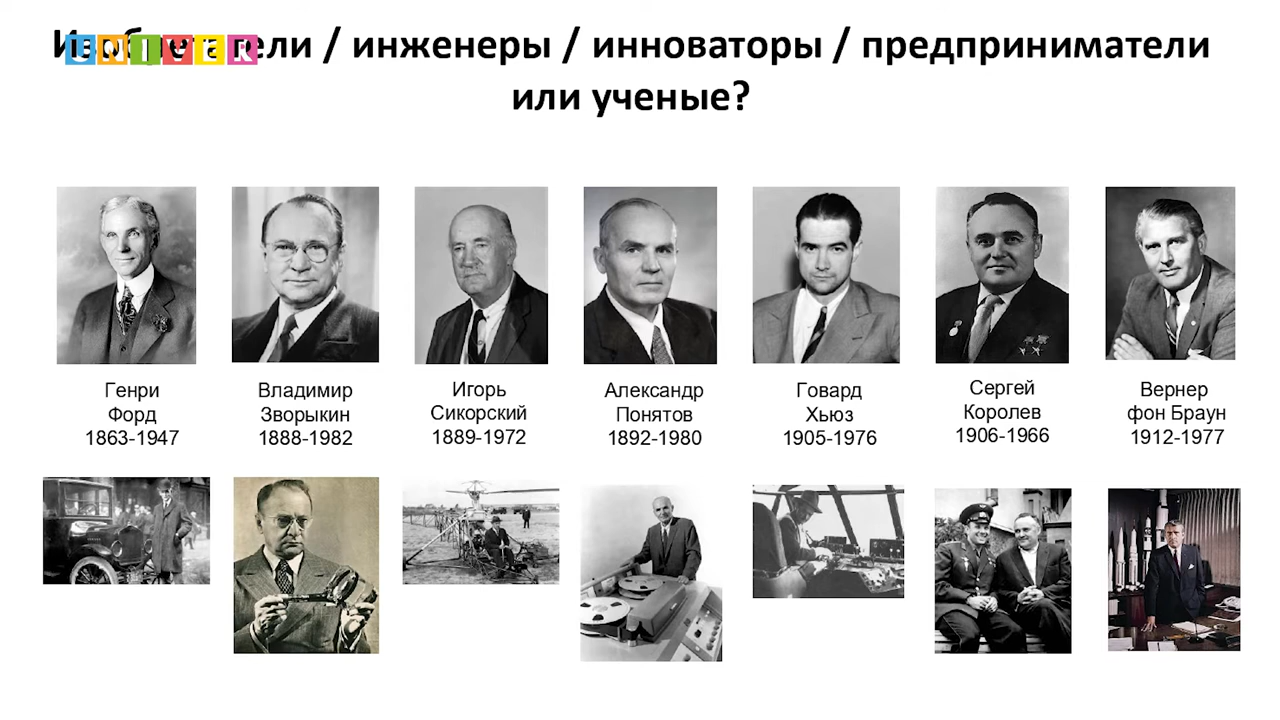 Изобретатели / инженеры / инноваторы / предприниматели
или ученые?
UNIVER
Генри
Форд
1863-1947
Владимир
Зворыкин
1888-1982
Игорь
Сикорский
1889-1972
Александр
Понятов
1892-1980
Говард
Хьюз
1905-1976
Сергей
Королев
1906-1966
Вернер
фон Браун
1912-1977